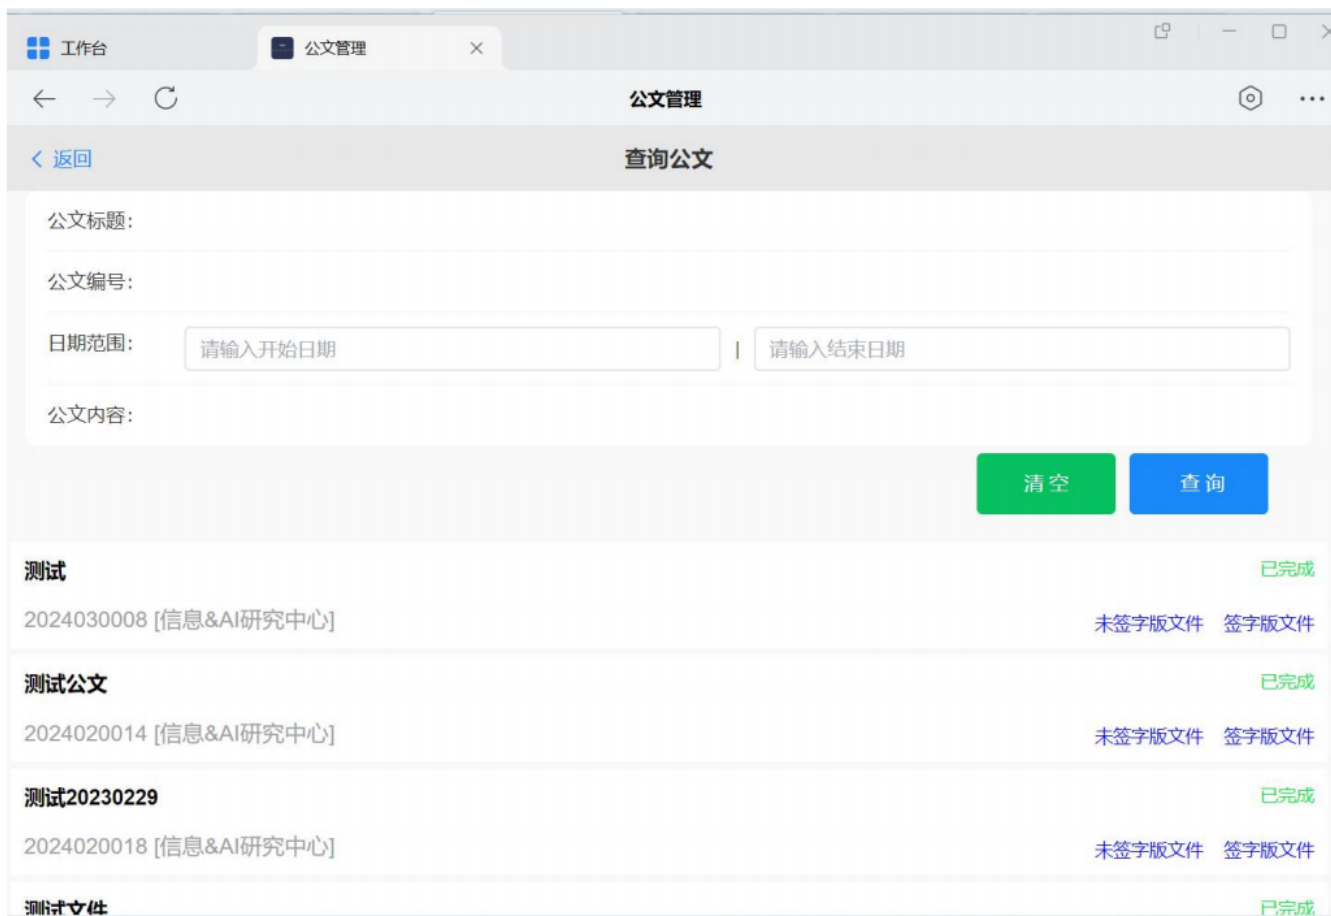 工作台 公文管理
公文管理
返回 查询公文
公文标题:
公文编号:
日期范围: 请输入开始日期 | 请输入结束日期
公文内容:
清空 查询
测试 已完成
2024030008 [信息&AI研究中心] 未签字版文件 签字版文件
测试公文 已完成
2024020014 [信息&AI研究中心] 未签字版文件 签字版文件
测试20230229 已完成
2024020018 [信息&AI研究中心] 未签字版文件 签字版文件
测试文件 已完成